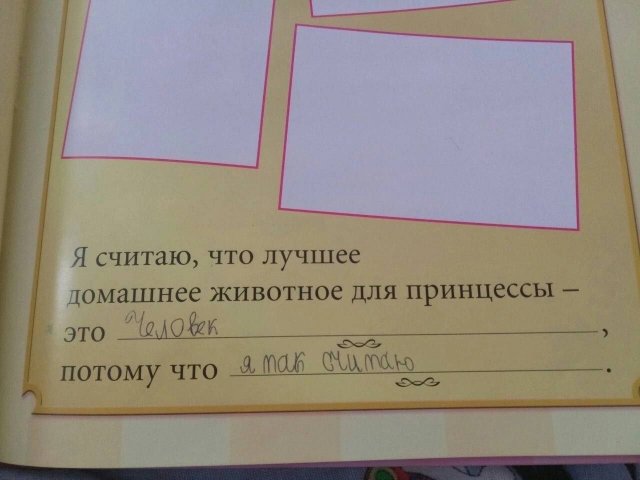 Я считаю, что лучшее
домашнее животное для принцессы –
это Человек,
потому что я так считаю.